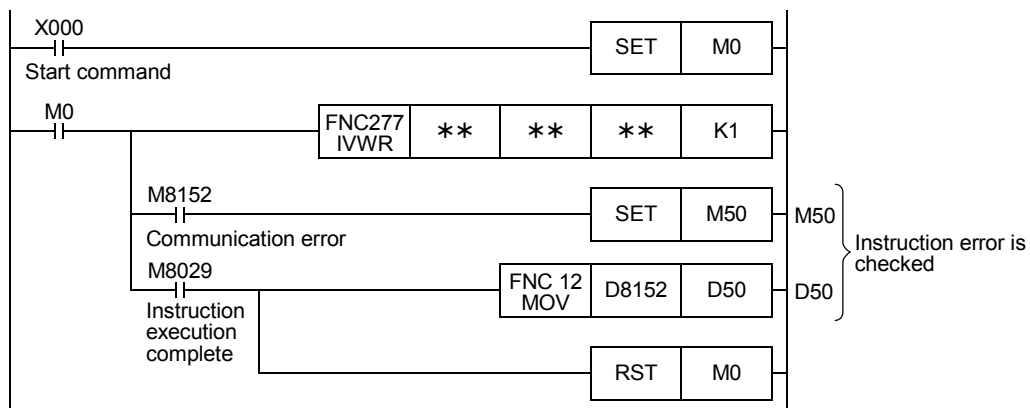 X000
SET M0
Start command
M0
FNC277
IVWR ** ** ** K1
M8152
SET M50 M50
Communication error
Instruction error is
checked
M8029
FNC 12
MOV D8152 D50 D50
Instruction
execution
complete
RST M0